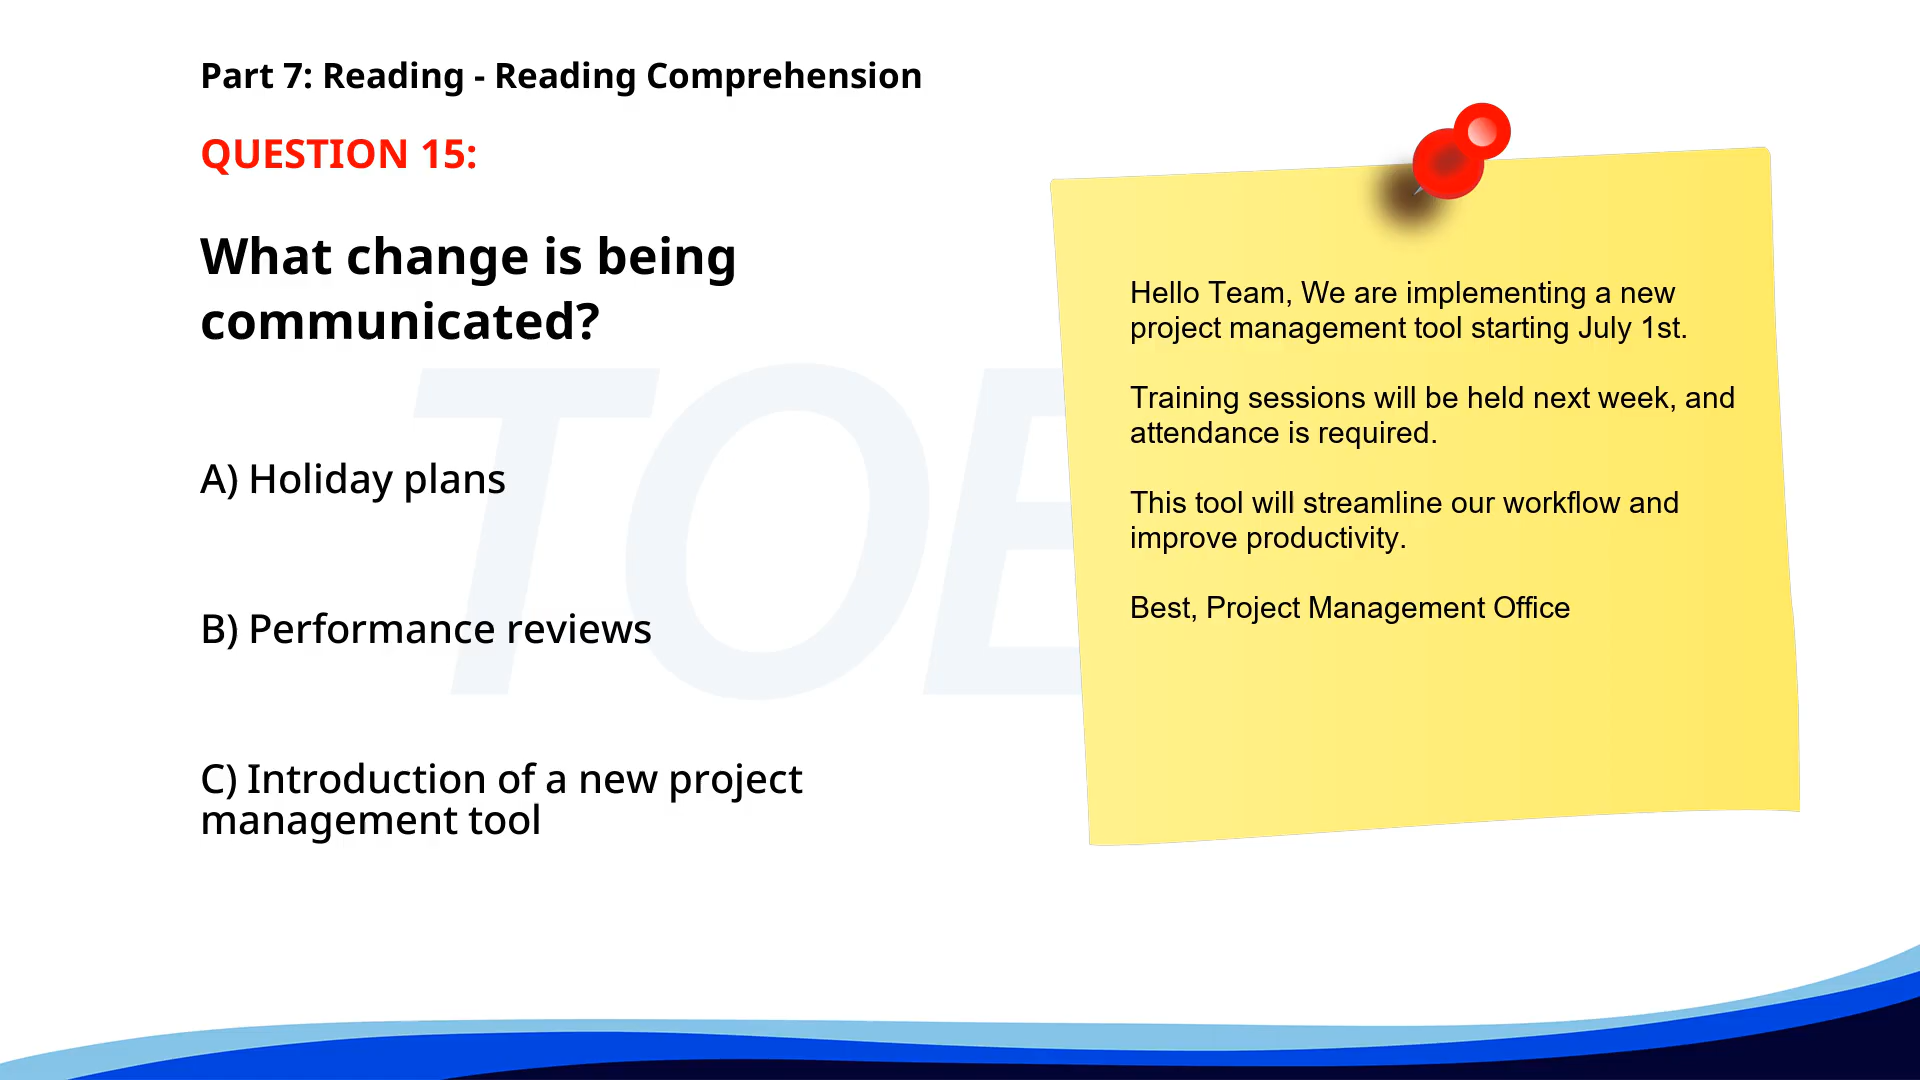 Part 7: Reading - Reading Comprehension
QUESTION 15:
What change is being
communicated?
A) Holiday plans
B) Performance reviews
C) Introduction of a new project
management tool
Hello Team, We are implementing a new
project management tool starting July 1st.
Training sessions will be held next week, and
attendance is required.
This tool will streamline our workflow and
improve productivity.
Best, Project Management Office
TOE